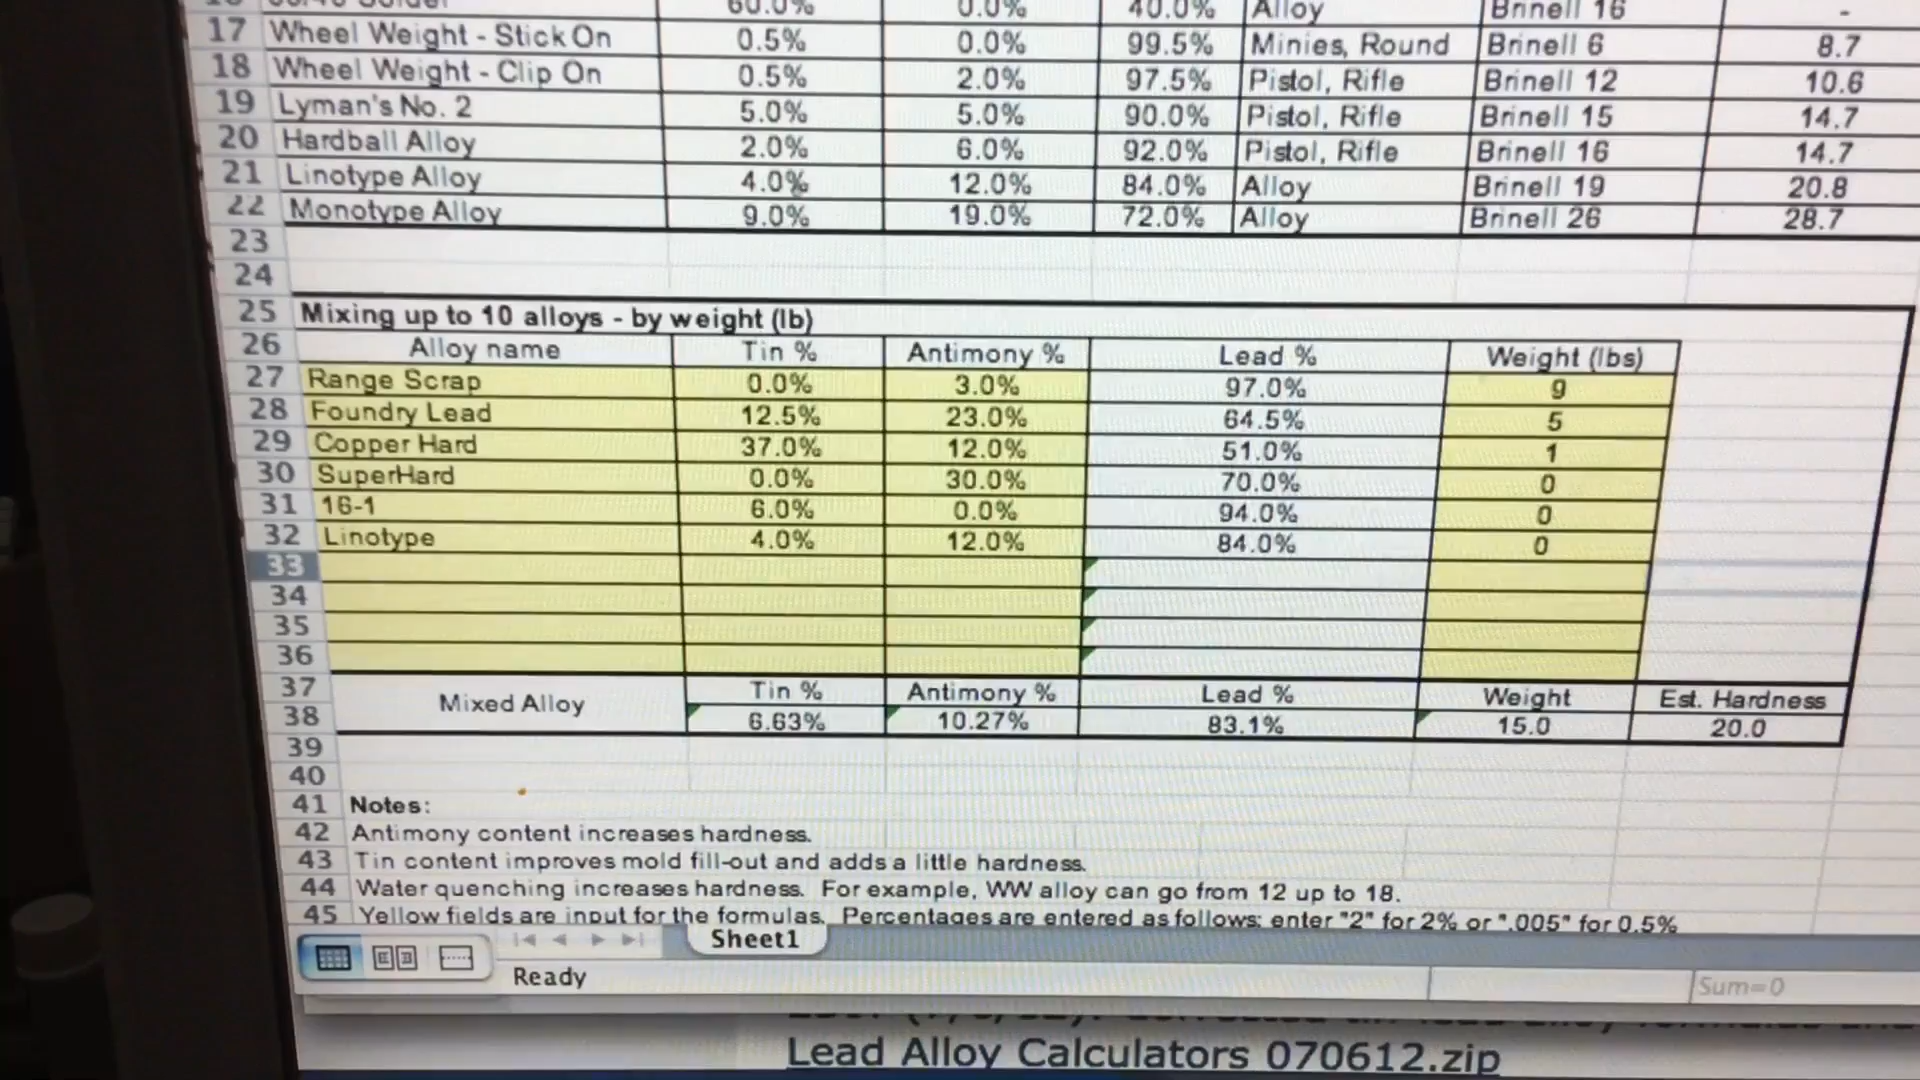 60.0% 0.0% 40.0% Alloy Brinell 16 -
17 Wheel Weight - Stick On 0.5% 0.0% 99.5% Minies, Round Brinell 6 8.7
18 Wheel Weight - Clip On 0.5% 2.0% 97.5% Pistol, Rifle Brinell 12 10.6
19 Lyman's No. 2 5.0% 5.0% 90.0% Pistol, Rifle Brinell 15 14.7
20 Hardball Alloy 2.0% 6.0% 92.0% Pistol, Rifle Brinell 16 14.7
21 Linotype Alloy 4.0% 12.0% 84.0% Alloy Brinell 19 20.8
22 Monotype Alloy 9.0% 19.0% 72.0% Alloy Brinell 26 28.7
23
24
25 Mixing up to 10 alloys - by weight (lb)
26 Alloy name Tin % Antimony % Lead % Weight (lbs)
27 Range Scrap 0.0% 3.0% 97.0% 9
28 Foundry Lead 12.5% 23.0% 64.5% 5
29 Copper Hard 37.0% 12.0% 51.0% 1
30 SuperHard 0.0% 30.0% 70.0% 0
31 16-1 6.0% 0.0% 94.0% 0
32 Linotype 4.0% 12.0% 84.0% 0
33
34
35
36
37 Tin % Antimony % Lead % Weight Est. Hardness
Mixed Alloy
38 6.63% 10.27% 83.1% 15.0 20.0
39
40
41 Notes:
42 Antimony content increases hardness.
43 Tin content improves mold fill-out and adds a little hardness.
44 Water quenching increases hardness. For example, WW alloy can go from 12 up to 18.
45 Yellow fields are input for the formulas. Percentages are entered as follows: enter "2" for 2% or ".005" for 0.5%
Sheet1
Ready
Sum=0
Lead Alloy Calculators 070612.zip